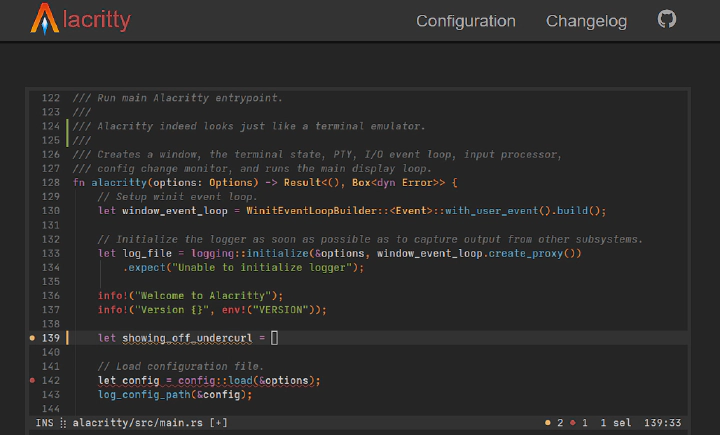 Alacritty Configuration Changelog
122 /// Run main Alacritty entrypoint.
123 ///
124 /// Alacritty indeed looks just like a terminal emulator.
125 ///
126 /// Creates a window, the terminal state, PTY, I/O event loop, input processor,
127 /// config change monitor, and runs the main display loop.
128 fn alacritty(options: Options) -> Result<(), Box<dyn Error>> {
129 // Setup winit event loop.
130 let window_event_loop = WinitEventLoopBuilder::<Event>::with_user_event().build();
131
132 // Initialize the logger as soon as possible as to capture output from other subsystems.
133 let log_file = logging::initialize(&options, window_event_loop.create_proxy())
134 .expect("Unable to initialize logger");
135
136 info!("Welcome to Alacritty");
137 info!("Version {}", env!("VERSION"));
138
139 let showing_off_undercurl =
140
141 // Load configuration file.
142 let config = config::load(&options);
143 log_config_path(&config);
144
INS alacritty/src/main.rs [+] 2 1 1 sel 139:33